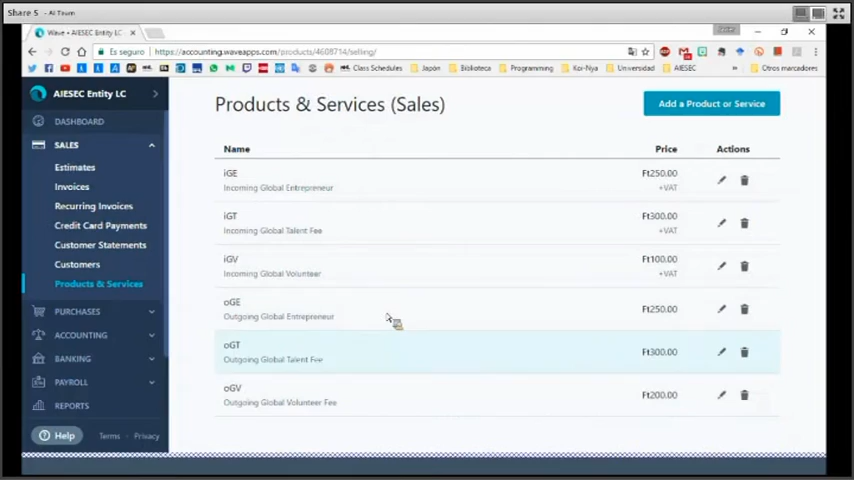 Share 5 - AI Team
Wave • AIESEC Entity LC
Es seguro
https://accounting.waveapps.com/products/4608714/selling/
Class Schedules
Japón
Biblioteca
Programming
Kor-Nya
Universidad
AIESEC
Otros marcadores
AIESEC Entity LC
DASHBOARD
SALES
Estimates
Invoices
Recurring Invoices
Credit Card Payments
Customer Statements
Customers
Products & Services
PURCHASES
ACCOUNTING
BANKING
PAYROLL
REPORTS
Help
Terms · Privacy
Products & Services (Sales)
Add a Product or Service
Name Price Actions
iGE Ft250.00
Incoming Global Entrepreneur +VAT
iGT Ft300.00
Incoming Global Talent Fee +VAT
iGV Ft100.00
Incoming Global Volunteer +VAT
oGE
Outgoing Global Entrepreneur Ft250.00
oGT
Outgoing Global Talent Fee Ft300.00
oGV
Outgoing Global Volunteer Fee Ft200.00